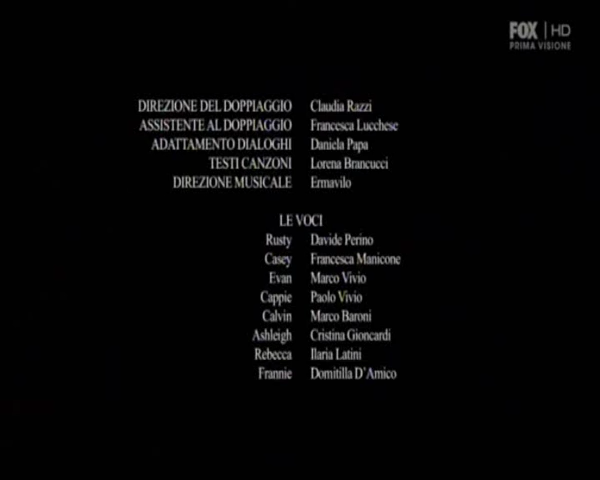 FOX HD
PRIMA VISIONE
DIREZIONE DEL DOPPIAGGIO Claudia Razzi
ASSISTENTE AL DOPPIAGGIO Francesca Lucchese
ADATTAMENTO DIALOGHI Daniela Papa
TESTI CANZONI Lorena Brancucci
DIREZIONE MUSICALE Ermavilo
LE VOCI
Rusty Davide Perino
Casey Francesca Manicone
Evan Marco Vivio
Cappie Paolo Vivio
Calvin Marco Baroni
Ashleigh Cristina Gioncardi
Rebecca Ilaria Latini
Frannie Domitilla D'Amico